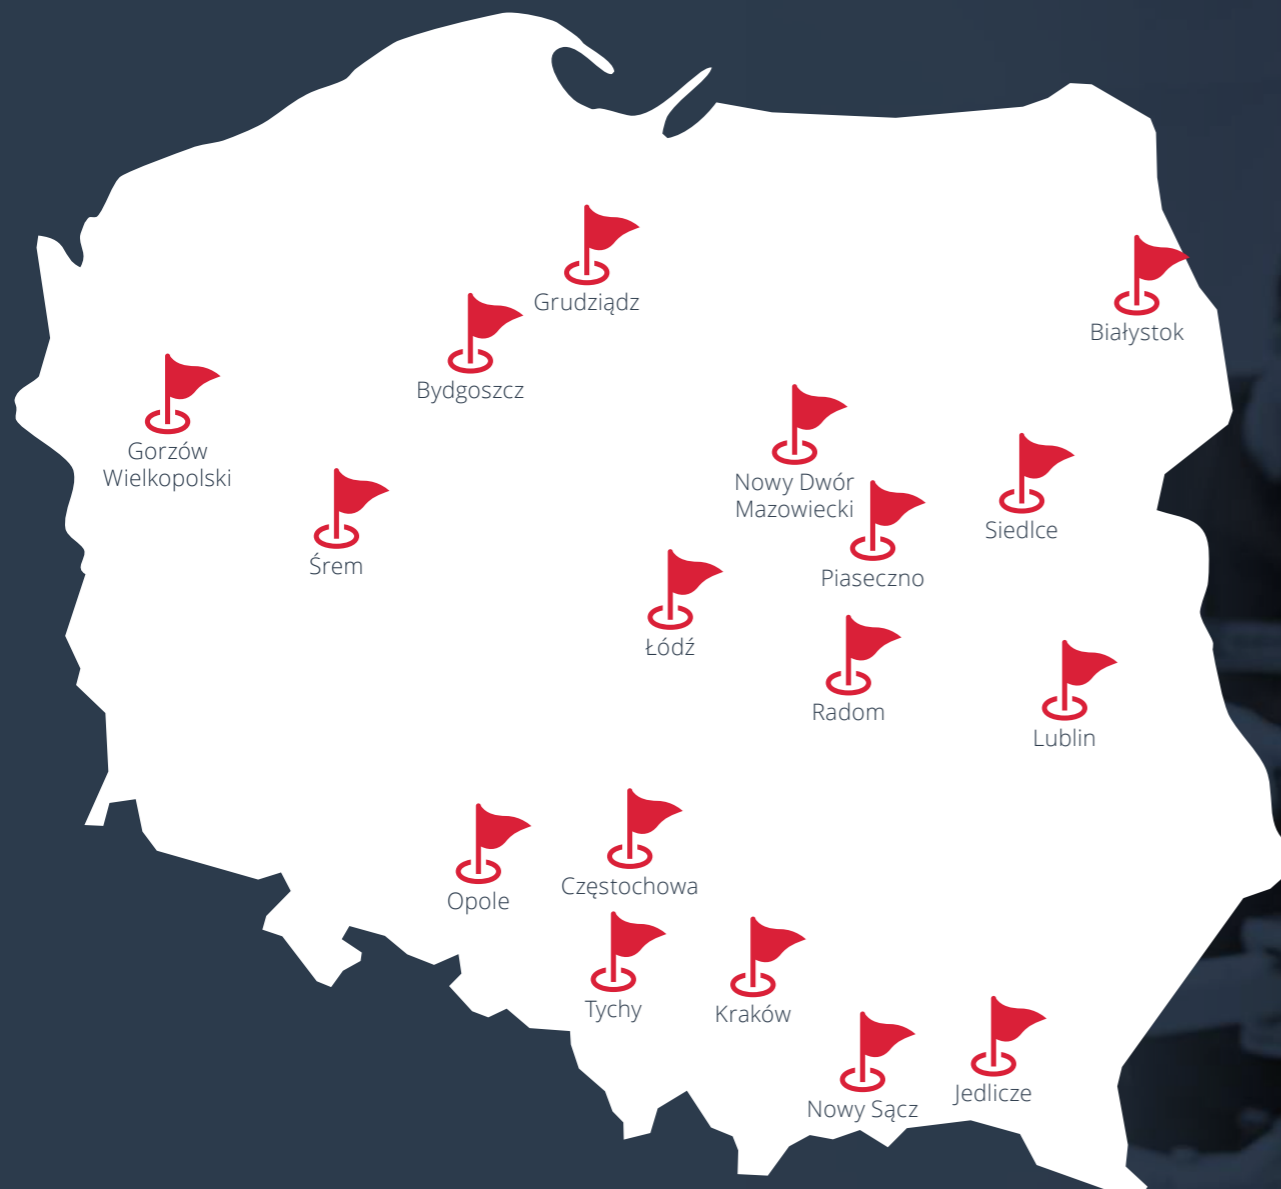 Grudziądz
Białystok
Bydgoszcz
Gorzów
Wielkopolski
Nowy Dwór
Mazowiecki
Siedlce
Śrem
Piaseczno
Łódź
Radom
Lublin
Częstochowa
Opole
Tychy
Kraków
Jedlicze
Nowy Sącz